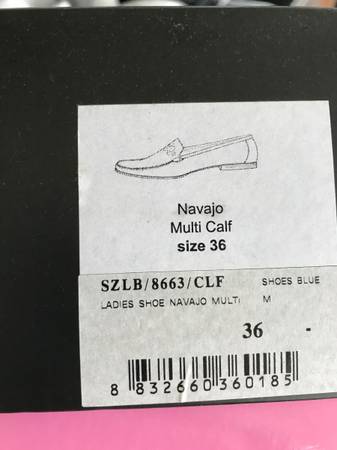 Navajo
Multi Calf
size 36
SZLB/8663/CLF SHOES BLUE
LADIES SHOE NAVAJO MULTI M
36 -
8 832660 360185